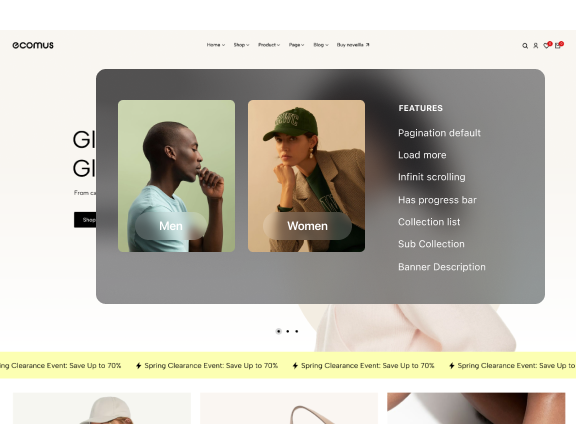 ecomus
Home Shop Product Page Blog Buy novella
1 0
Gl
Gl
From ca
Shop
Men
Women
FEATURES
Pagination default
Load more
Infinit scrolling
Has progress bar
Collection list
Sub Collection
Banner Description
ing Clearance Event: Save Up to 70% Spring Clearance Event: Save Up to 70% Spring Clearance Event: Save Up to 70% Spring Clearance Event: Save Up to